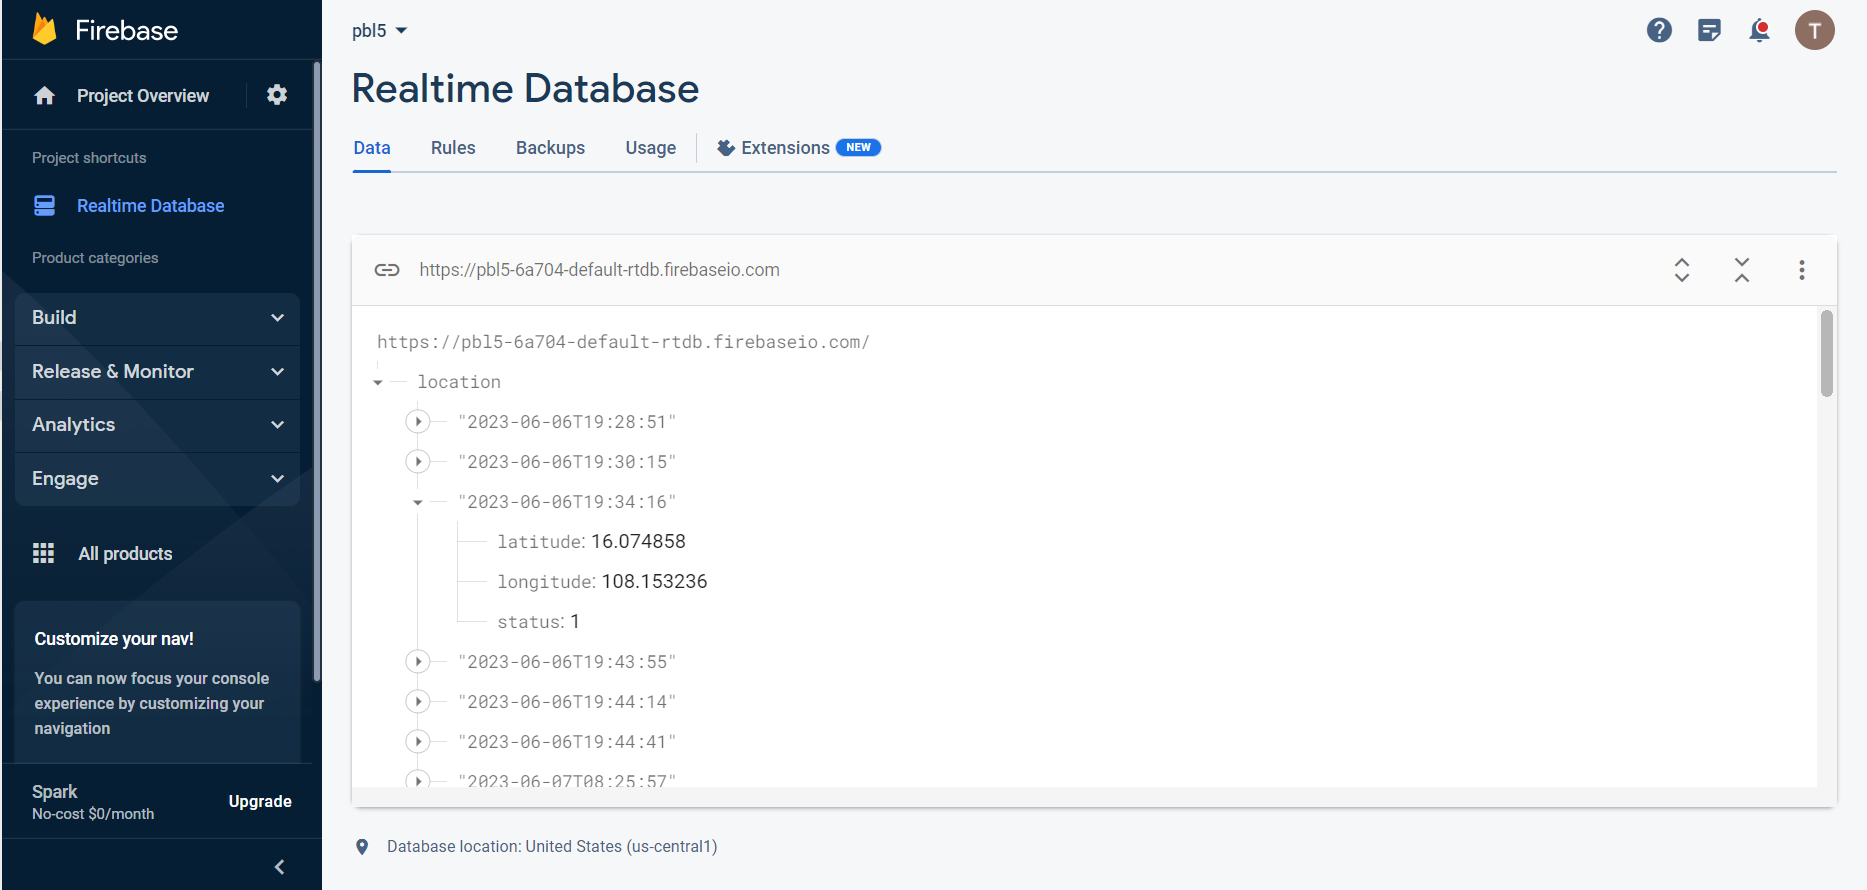 Firebase
Project Overview
Project shortcuts
Realtime Database
Product categories
Build
Release & Monitor
Analytics
Engage
All products
Customize your nav!
You can now focus your console
experience by customizing your
navigation
Spark
No-cost $0/month
Upgrade
pbl5
T
Realtime Database
Data
Rules
Backups
Usage
Extensions NEW
https://pbl5-6a704-default-rtdb.firebaseio.com
https://pbl5-6a704-default-rtdb.firebaseio.com/
location
"2023-06-06T19:28:51"
"2023-06-06T19:30:15"
"2023-06-06T19:34:16"
latitude: 16.074858
longitude: 108.153236
status: 1
"2023-06-06T19:43:55"
"2023-06-06T19:44:14"
"2023-06-06T19:44:41"
"2023-06-07T08:25:57"
Database location: United States (us-central1)